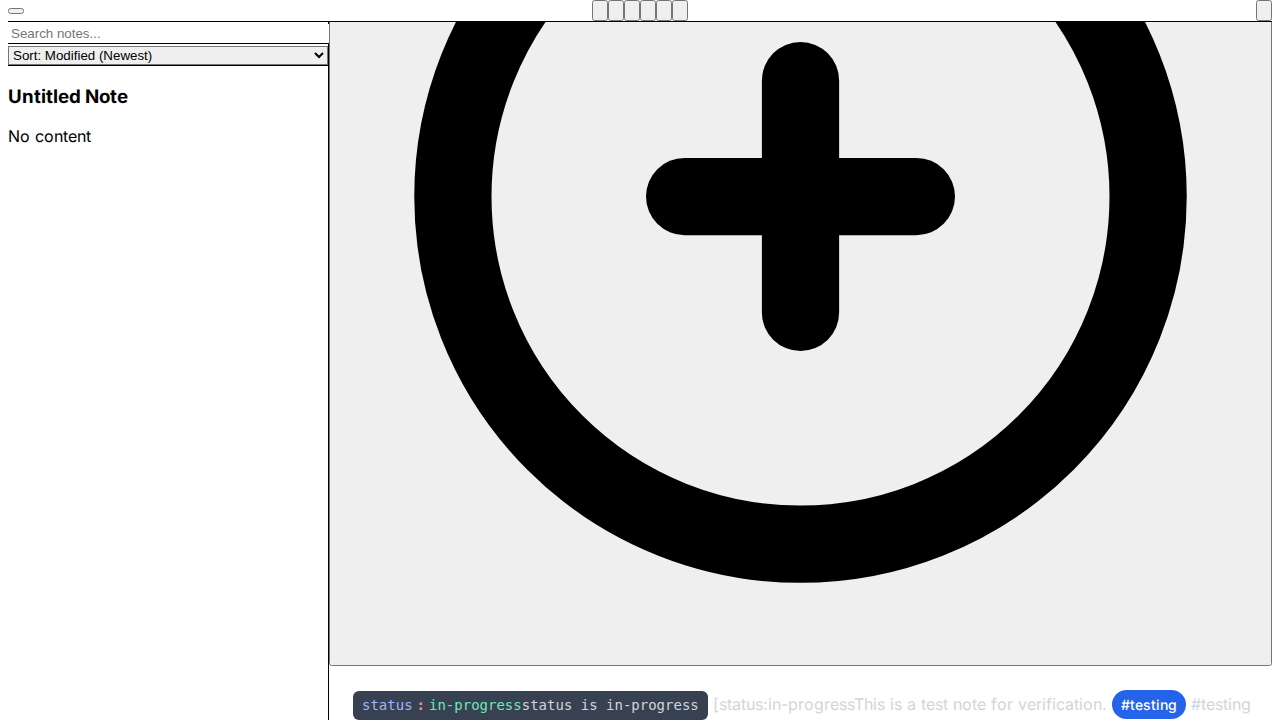 Search notes...
Sort: Modified (Newest)
Untitled Note
No content
status:in-progressstatus is in-progress [status:in-progressThis is a test note for verification. #testing #testing